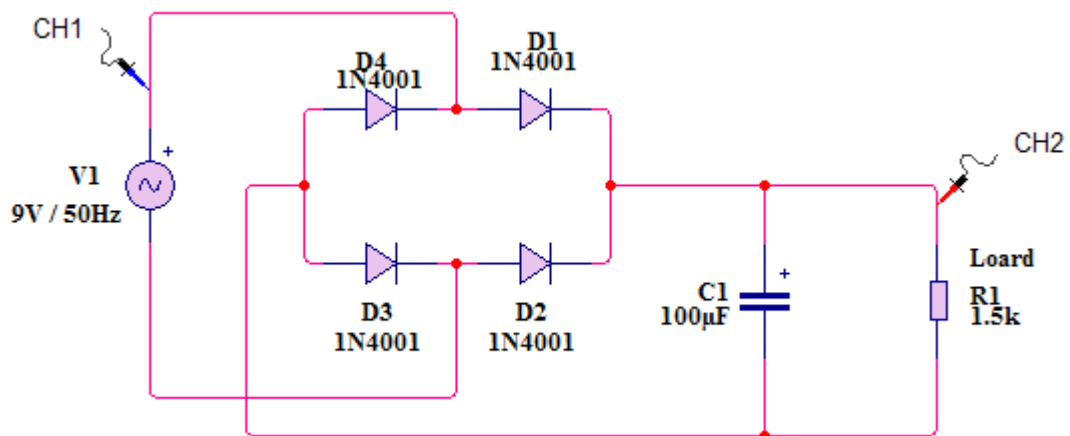 CH1
D4
1N4001
D1
1N4001
CH2
+
V1
9V / 50Hz
D3
1N4001
D2
1N4001
+
C1
100µF
Loard
R1
1.5k